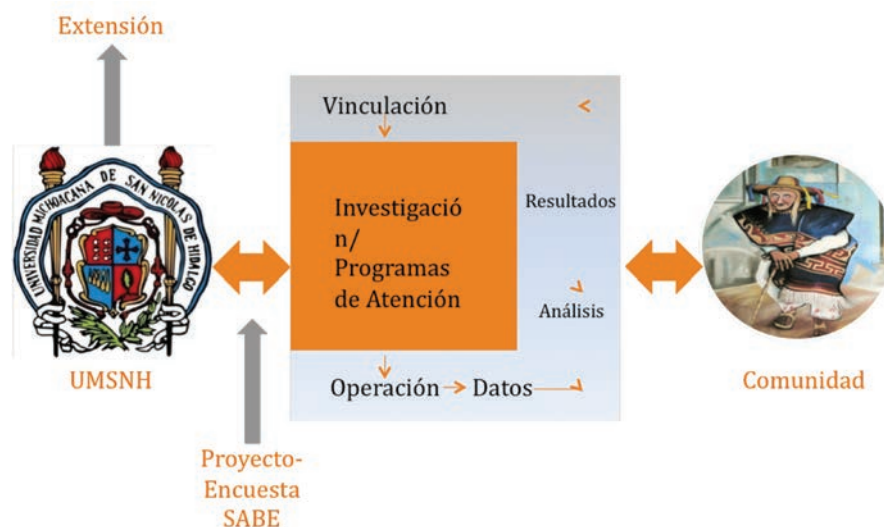 Extensión
UNIVERSIDAD MICHOACANA DE SAN NICOLAS DE HIDALGO
UMSNH
Proyecto-
Encuesta
SABE
Vinculación
Investigació
n/
Programas
de Atención
Resultados
Análisis
Operación
Datos
Comunidad